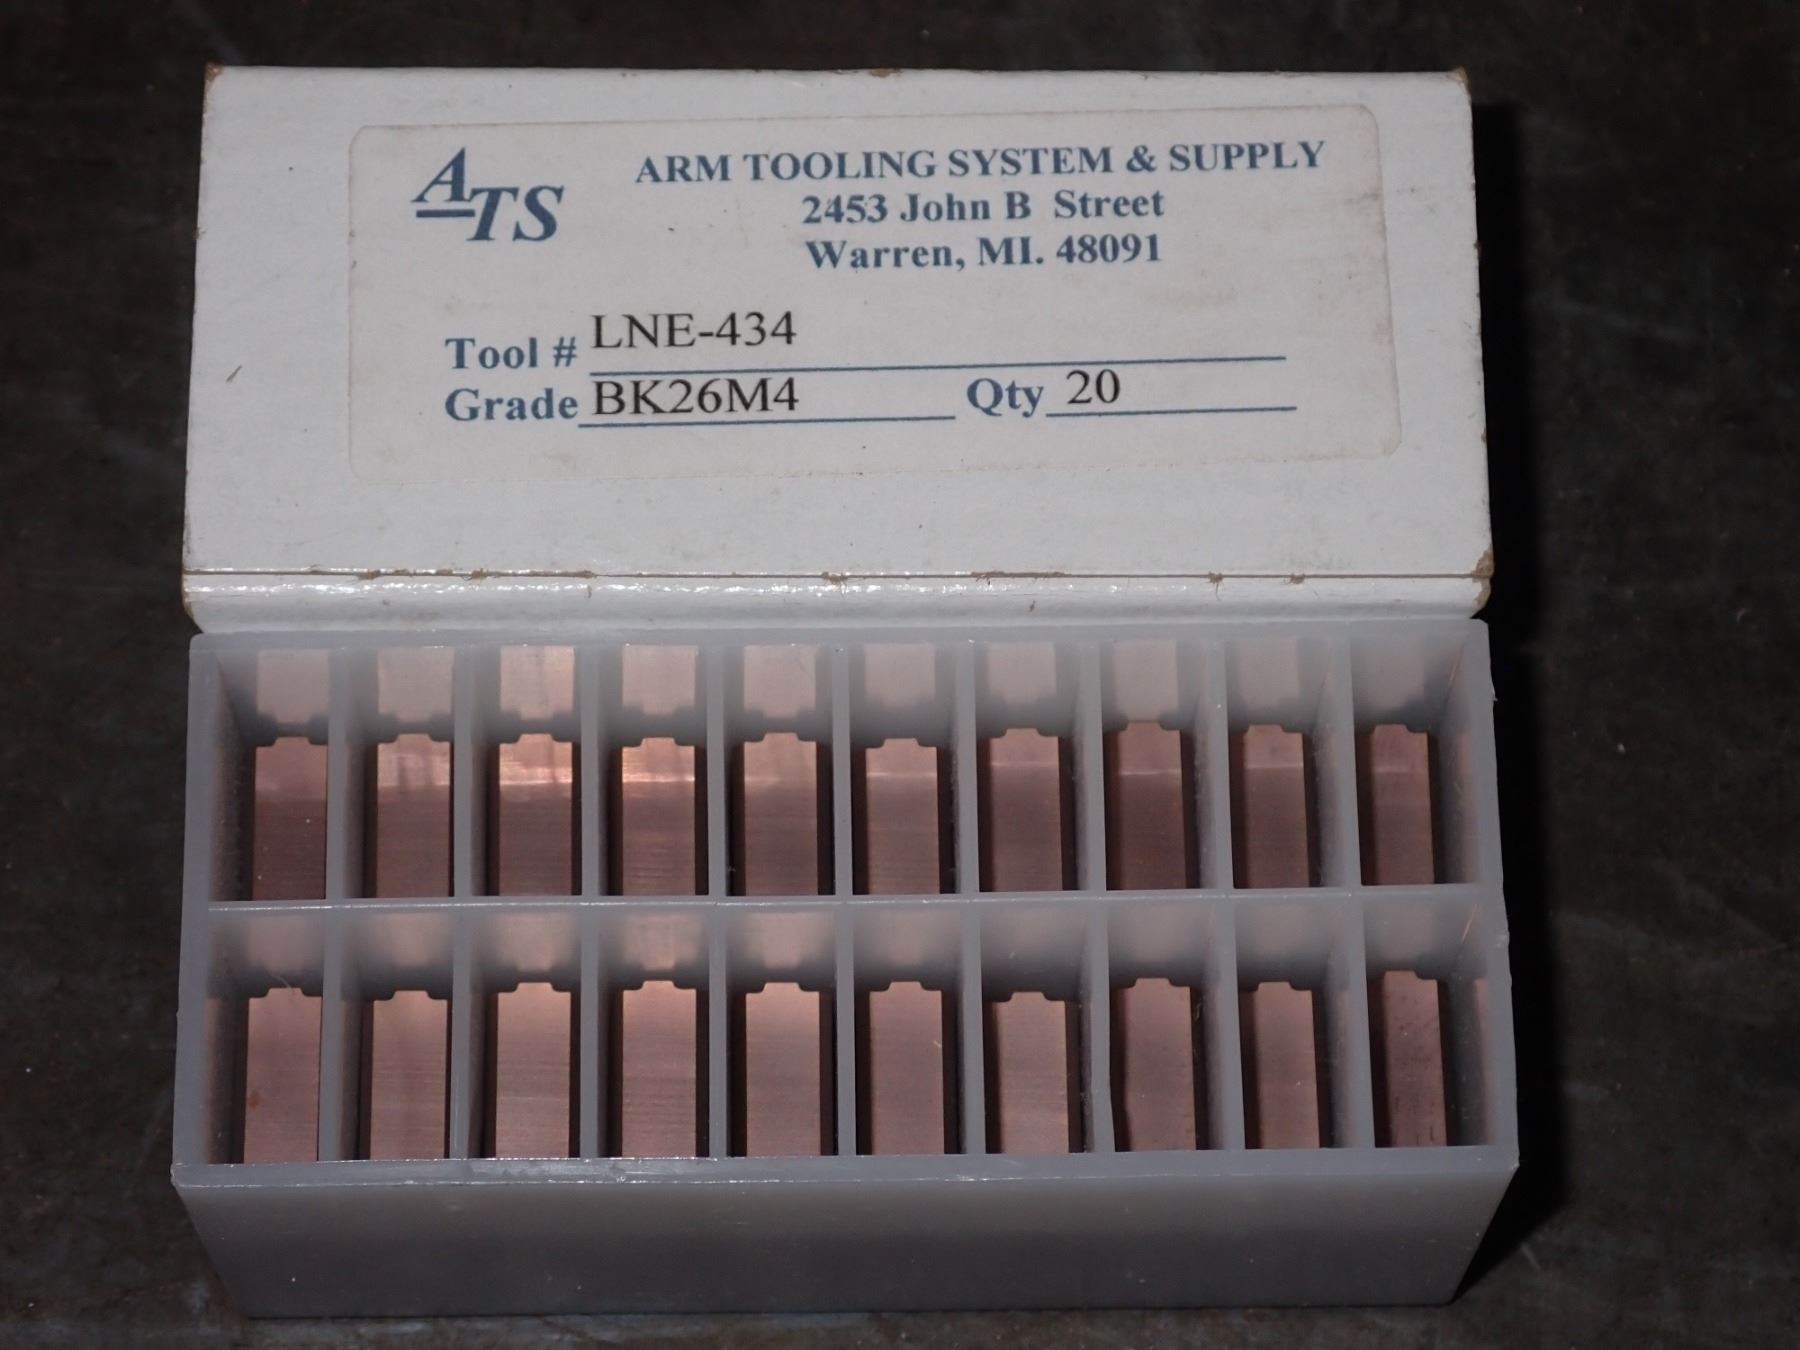 ATS
ARM TOOLING SYSTEM & SUPPLY
2453 John B Street
Warren, MI. 48091
Tool # LNE-434
Grade BK26M4 Qty 20